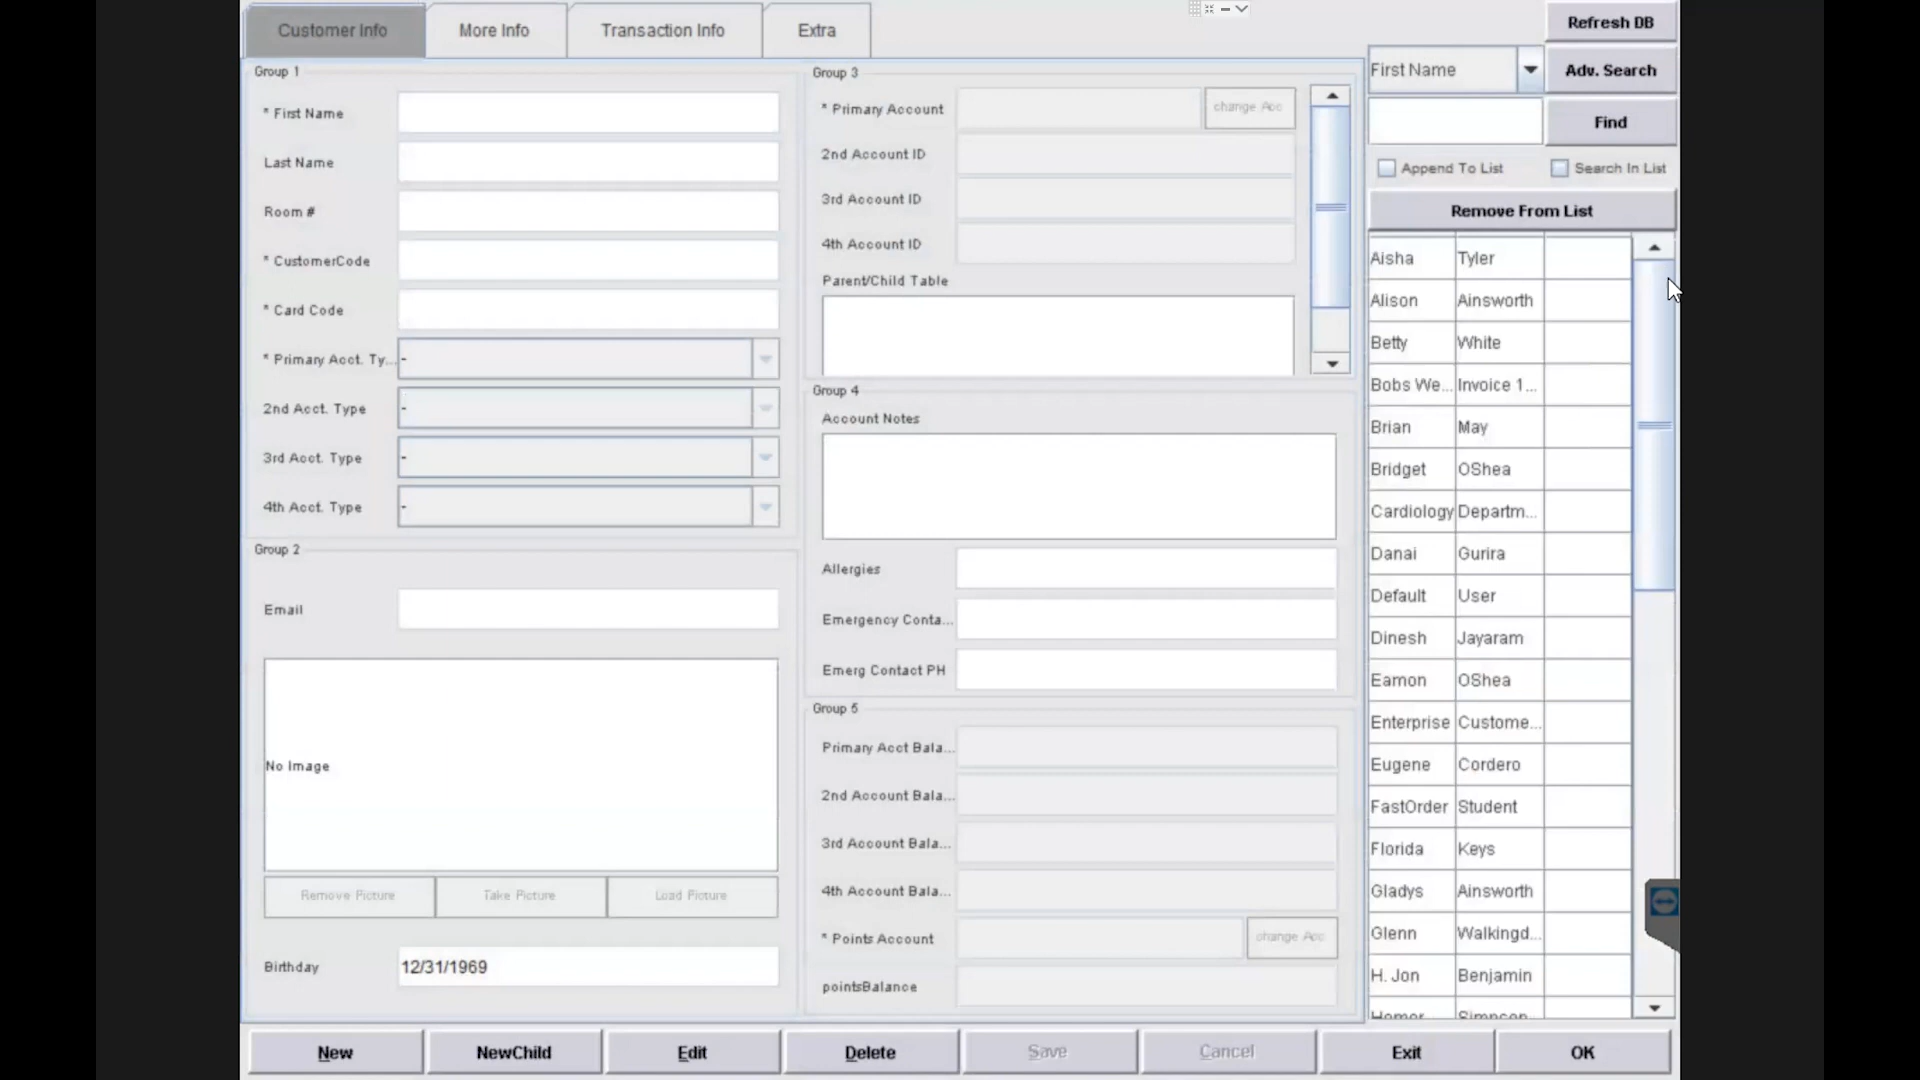 Customer Info
More Info
Transaction Info
Extra
Refresh DB
First Name
Adv. Search
Find
Append To List
Search In List
Remove From List
Group 1
* First Name
Last Name
Room #
* CustomerCode
* Card Code
* Primary Acct. Ty... -
2nd Acct. Type -
3rd Acct. Type -
4th Acct. Type -
Group 2
Email
No Image
Remove Picture
Take Picture
Load Picture
Birthday 12/31/1969
Group 3
* Primary Account
change Acc
2nd Account ID
3rd Account ID
4th Account ID
Parent/Child Table
Group 4
Account Notes
Allergies
Emergency Conta...
Emerg Contact PH
Group 5
Primary Acct Bala...
2nd Account Bala...
3rd Account Bala...
4th Account Bala...
* Points Account
change Acc
pointsBalance
Aisha Tyler
Alison Ainsworth
Betty White
Bobs We... Invoice 1...
Brian May
Bridget OShea
Cardiology Departm...
Danai Gurira
Default User
Dinesh Jayaram
Eamon OShea
Enterprise Custome...
Eugene Cordero
FastOrder Student
Florida Keys
Gladys Ainsworth
Glenn Walkingd...
H. Jon Benjamin
Homer Simpson
New
NewChild
Edit
Delete
Save
Cancel
Exit
OK